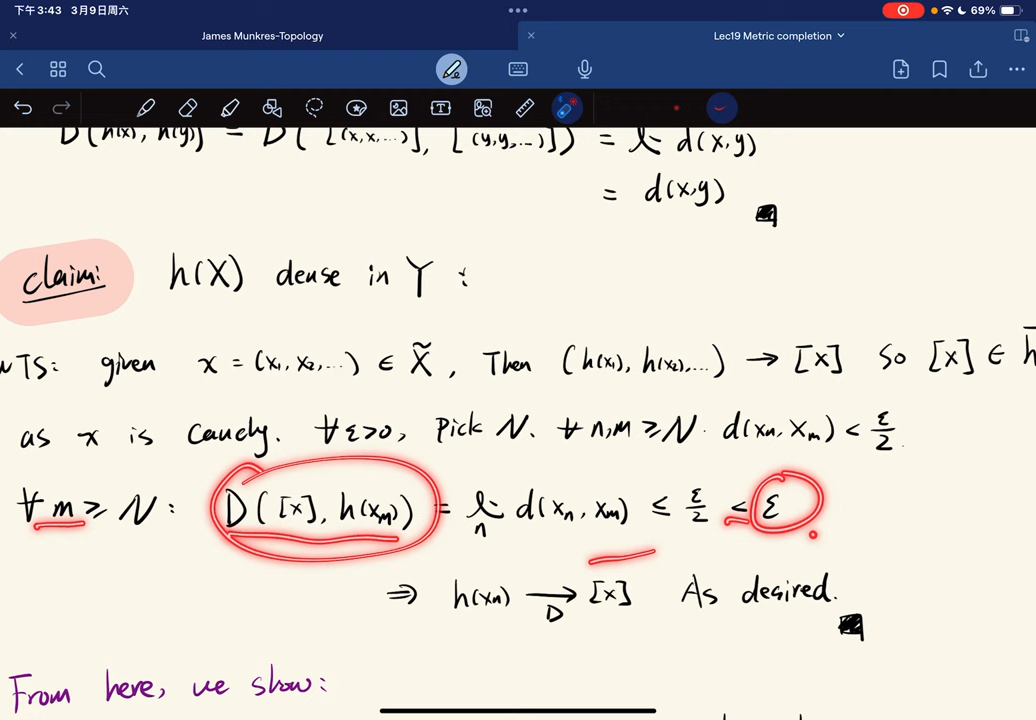 下午3:43 3月9日周六
69%
James Munkres-Topology
Lec19 Metric completion
D(h(x), h(y)) = D([(x,x,...)], [(y,y,...)]) = lim d(x,y)
= d(x,y)
claim: h(X) dense in Y :
WTS: given x = (x₁, x₂,...) ∈ X̃, Then (h(x₁), h(x₂),...) → [x] So [x] ∈ h
as x is Cauchy. ∀ε>0, Pick N. ∀ n,m ≥ N. d(xₙ, xₘ) < ε/2.
∀ m ≥ N : D([x], h(xₘ)) = lim_n d(xₙ, xₘ) ≤ ε/2 < ε
⇒ h(xₙ) →_D [x] As desired.
From here, we show: